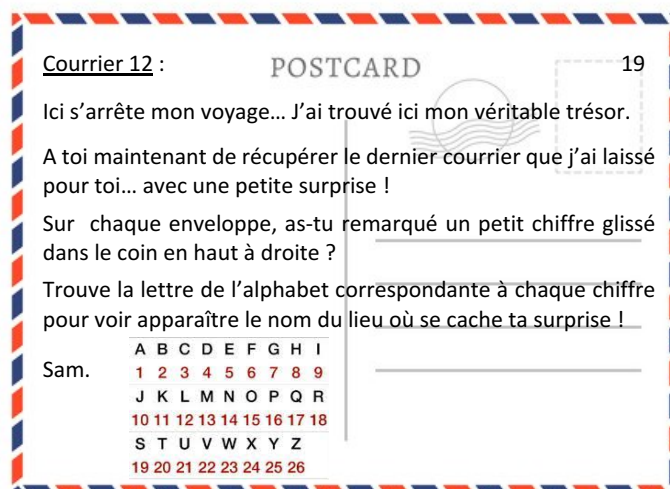 Courrier 12 : POSTCARD 19
Ici s’arrête mon voyage… J’ai trouvé ici mon véritable trésor.
A toi maintenant de récupérer le dernier courrier que j’ai laissé
pour toi… avec une petite surprise !
Sur chaque enveloppe, as-tu remarqué un petit chiffre glissé
dans le coin en haut à droite ?
Trouve la lettre de l’alphabet correspondante à chaque chiffre
pour voir apparaître le nom du lieu où se cache ta surprise !
Sam.
A B C D E F G H I
1 2 3 4 5 6 7 8 9
J K L M N O P Q R
10 11 12 13 14 15 16 17 18
S T U V W X Y Z
19 20 21 22 23 24 25 26